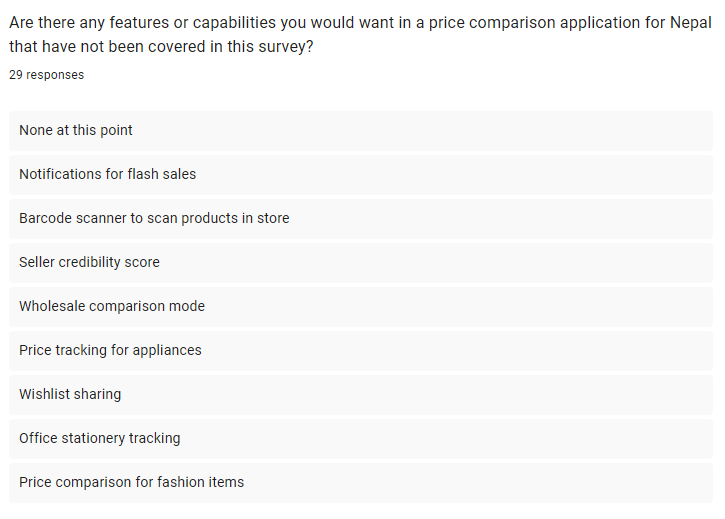 Are there any features or capabilities you would want in a price comparison application for Nepal
that have not been covered in this survey?
29 responses
None at this point
Notifications for flash sales
Barcode scanner to scan products in store
Seller credibility score
Wholesale comparison mode
Price tracking for appliances
Wishlist sharing
Office stationery tracking
Price comparison for fashion items